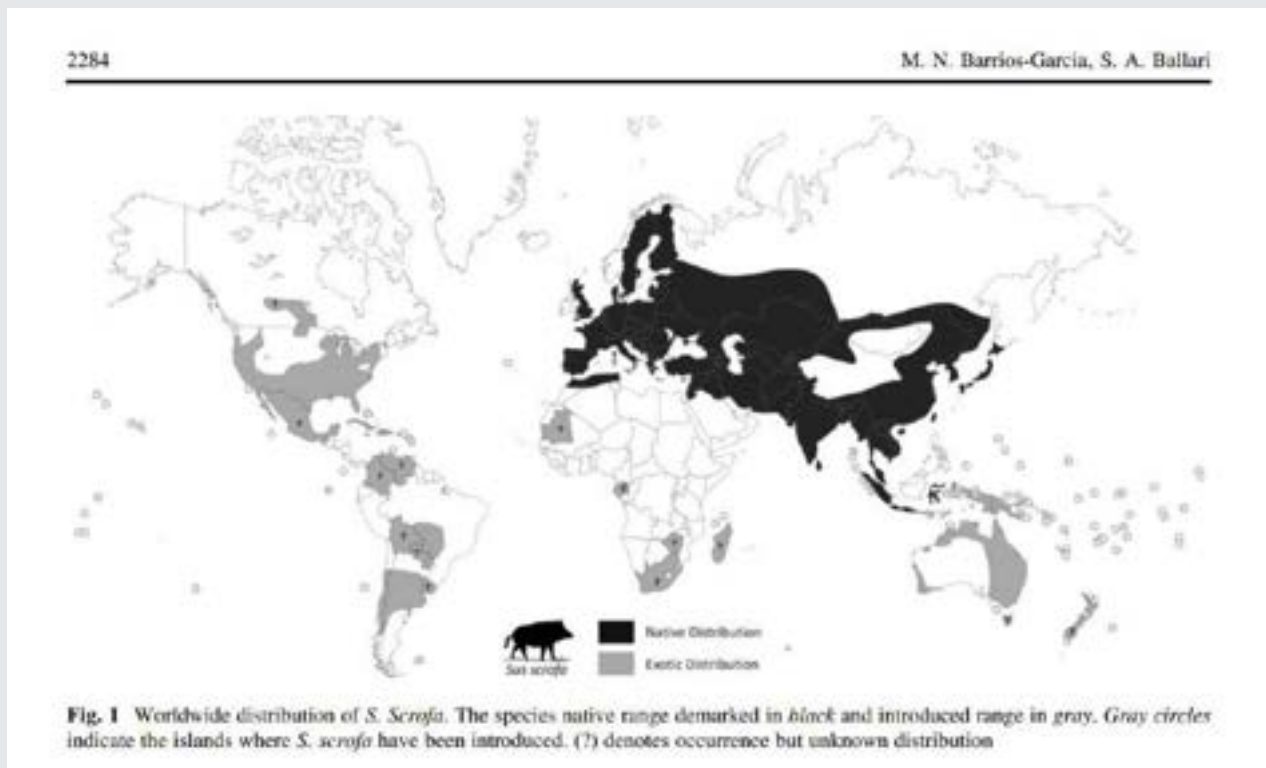 2284
M. N. Barrios-Garcia, S. A. Ballari
Native Distribution
Sus scrofa
Exotic Distribution
Fig. 1 Worldwide distribution of S. Scrofa. The species native range demarked in black and introduced range in gray. Gray circles
indicate the islands where S. scrofa have been introduced. (?) denotes occurrence but unknown distribution